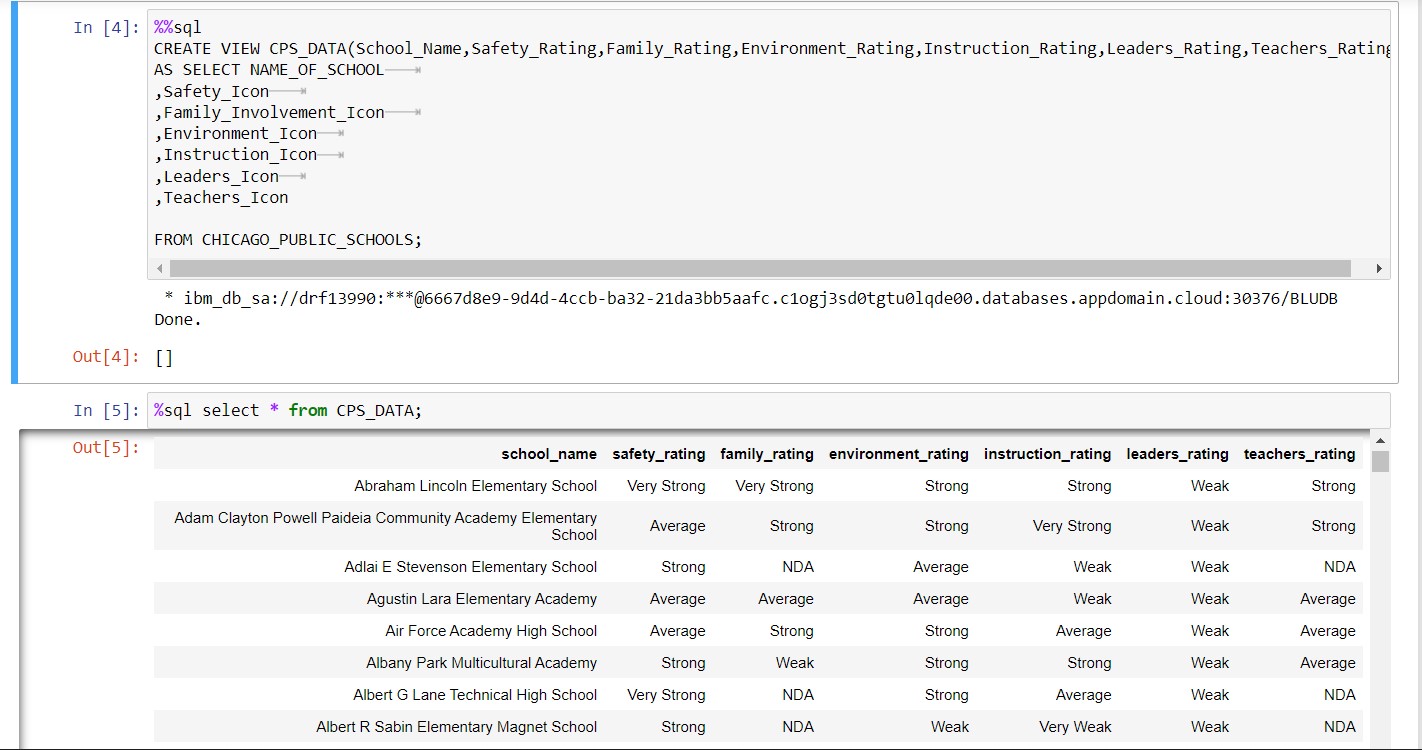 In [4]: %%sql
CREATE VIEW CPS_DATA(School_Name,Safety_Rating,Family_Rating,Environment_Rating,Instruction_Rating,Leaders_Rating,Teachers_Rating
AS SELECT NAME_OF_SCHOOL
,Safety_Icon
,Family_Involvement_Icon
,Environment_Icon
,Instruction_Icon
,Leaders_Icon
,Teachers_Icon
FROM CHICAGO_PUBLIC_SCHOOLS;
* ibm_db_sa://drf13990:***@6667d8e9-9d4d-4ccb-ba32-21da3bb5aafc.c1ogj3sd0tgtu0lqde00.databases.appdomain.cloud:30376/BLUDB
Done.
Out[4]: []
In [5]: %sql select * from CPS_DATA;
Out[5]:
school_name safety_rating family_rating environment_rating instruction_rating leaders_rating teachers_rating
Abraham Lincoln Elementary School Very Strong Very Strong Strong Strong Weak Strong
Adam Clayton Powell Paideia Community Academy Elementary
School Average Strong Strong Very Strong Weak Strong
Adlai E Stevenson Elementary School Strong NDA Average Weak Weak NDA
Agustin Lara Elementary Academy Average Average Average Weak Weak Average
Air Force Academy High School Average Strong Strong Average Weak Average
Albany Park Multicultural Academy Strong Weak Strong Strong Weak Average
Albert G Lane Technical High School Very Strong NDA Strong Average Weak NDA
Albert R Sabin Elementary Magnet School Strong NDA Weak Very Weak Weak NDA